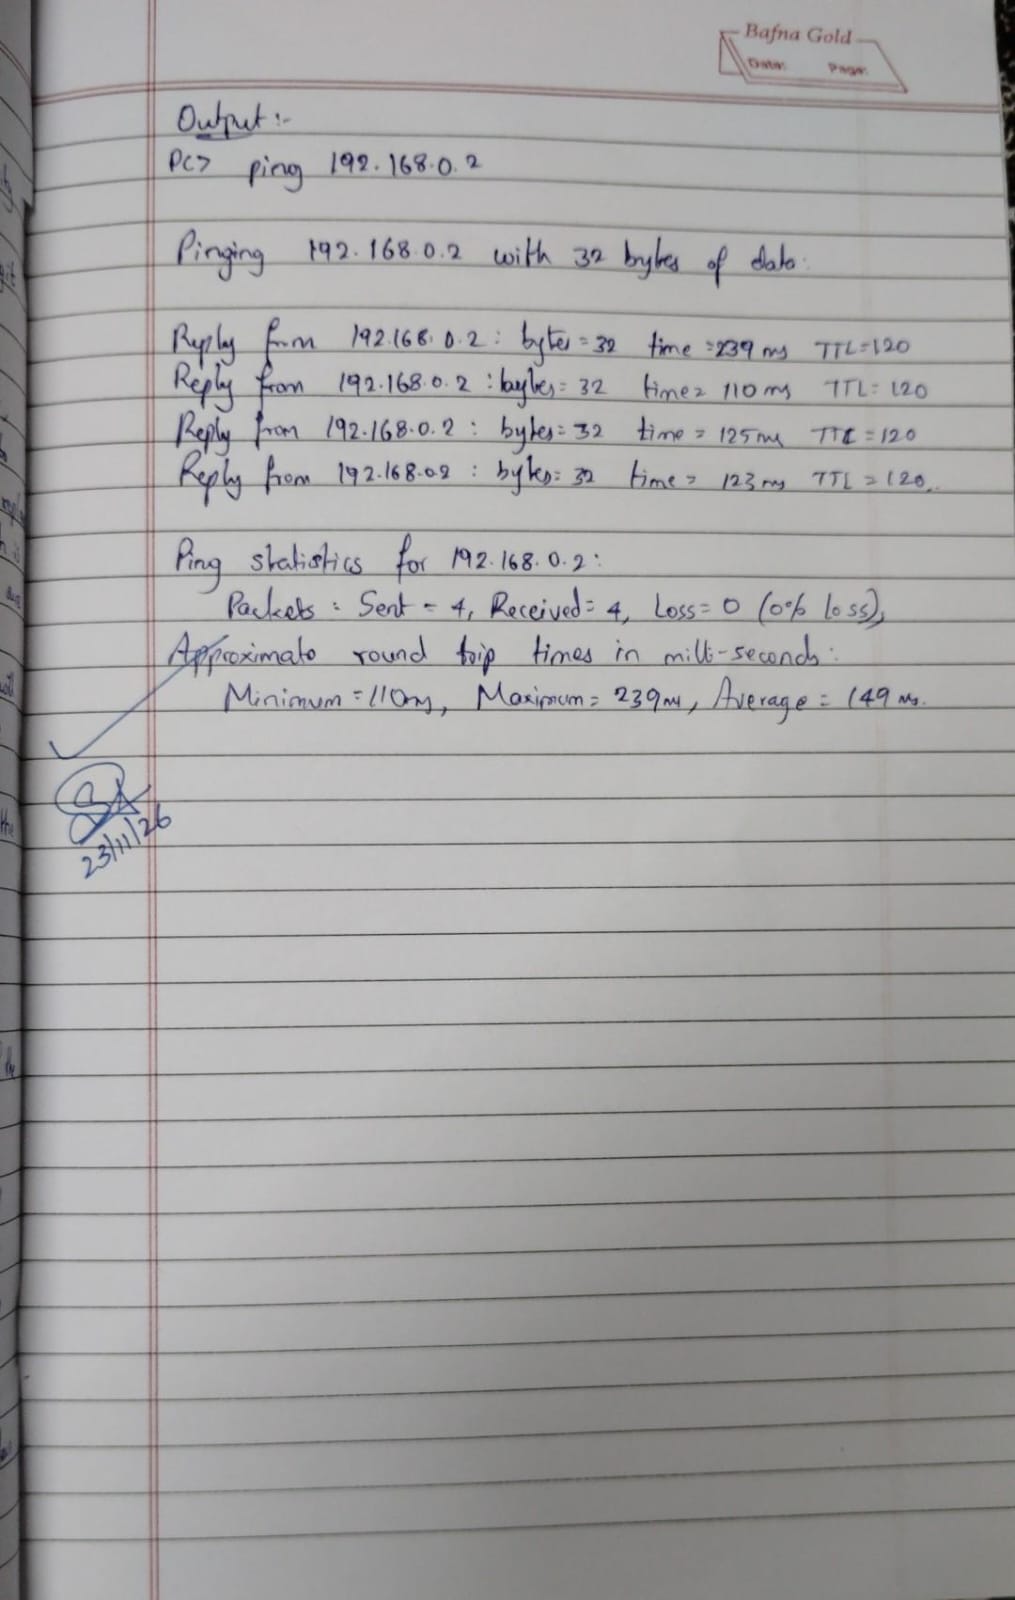 Bafna Gold
Date: Page:
Output :-
PC> ping 192.168.0.2
Pinging 192.168.0.2 with 32 bytes of data:
Reply from 192.168.0.2 : bytes = 32 time = 239 ms TTL = 120
Reply from 192.168.0.2 : bytes = 32 time = 110 ms TTL = 120
Reply from 192.168.0.2 : bytes = 32 time = 125 ms TTL = 120
Reply from 192.168.02 : bytes = 32 time = 123 ms TTL = 120.
Ping statistics for 192.168.0.2 :
Packets : Sent = 4, Received = 4, Loss = 0 (0% loss),
Approximate round trip times in milli-seconds :
Minimum = 110ms, Maximum = 239ms, Average = 149 ms.
23/11/26